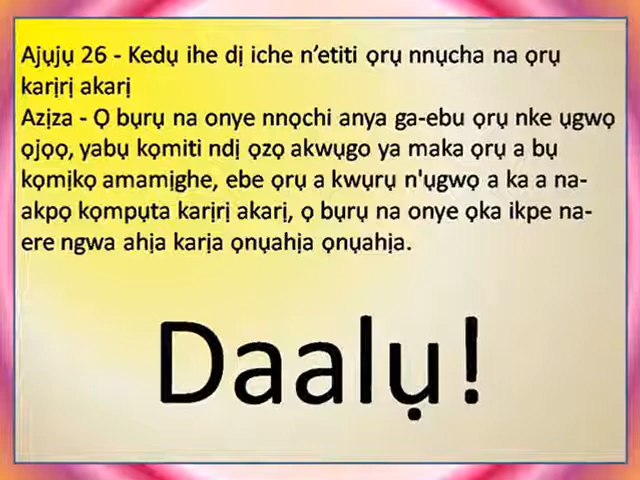 Ajụjụ 26 - Kedụ ihe dị iche n’etiti ọrụ nnụcha na ọrụ
karịrị akarị
Azịza - Ọ bụrụ na onye nnọchi anya ga-ebu ọrụ nke ụgwọ
ọjọọ, yabụ kọmiti ndị ọzọ akwụgo ya maka ọrụ a bụ
kọmịkọ amamịghe, ebe ọrụ a kwụrụ n'ụgwọ a ka a na-
akpọ kọmpụta karịrị akarị, ọ bụrụ na onye ọka ikpe na-
ere ngwa ahịa karịa ọnụahịa ọnụahịa.
Daalụ!